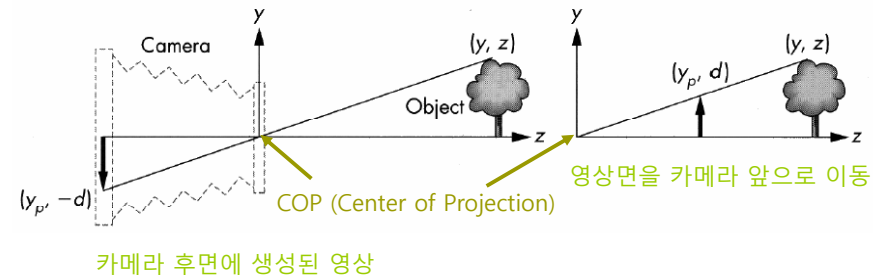 y
Camera
(y, z)
Object
z
(yp, −d)
y
(y, z)
(yp, d)
z
COP (Center of Projection)
영상면을 카메라 앞으로 이동
카메라 후면에 생성된 영상